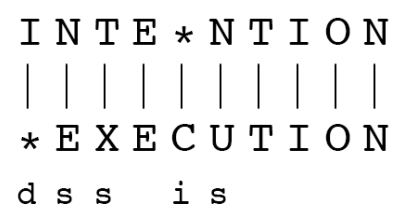 I N T E * N T I O N
| | | | | | | | | |
* E X E C U T I O N
d s s i s